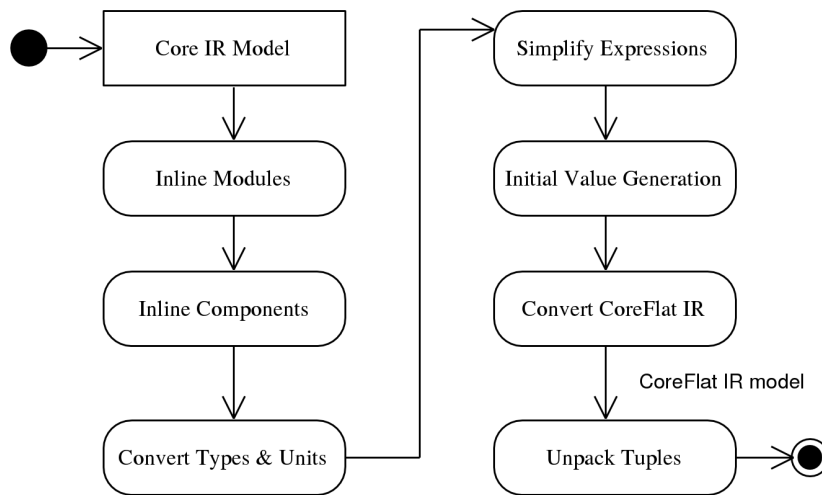 Core IR Model
Inline Modules
Inline Components
Convert Types & Units
Simplify Expressions
Initial Value Generation
Convert CoreFlat IR
CoreFlat IR model
Unpack Tuples